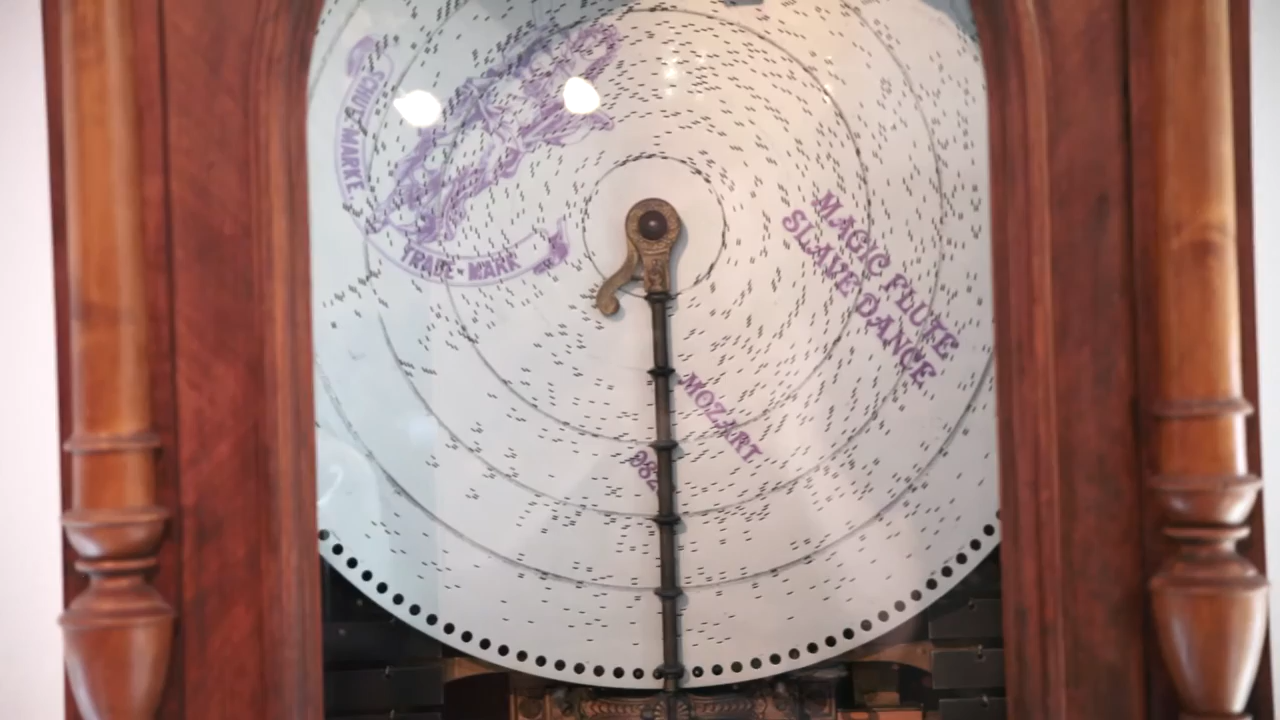 SCHUTZ-MARKE
TRADE-MARK
MAGIC FLUTE
SLAVE DANCE
MOZART